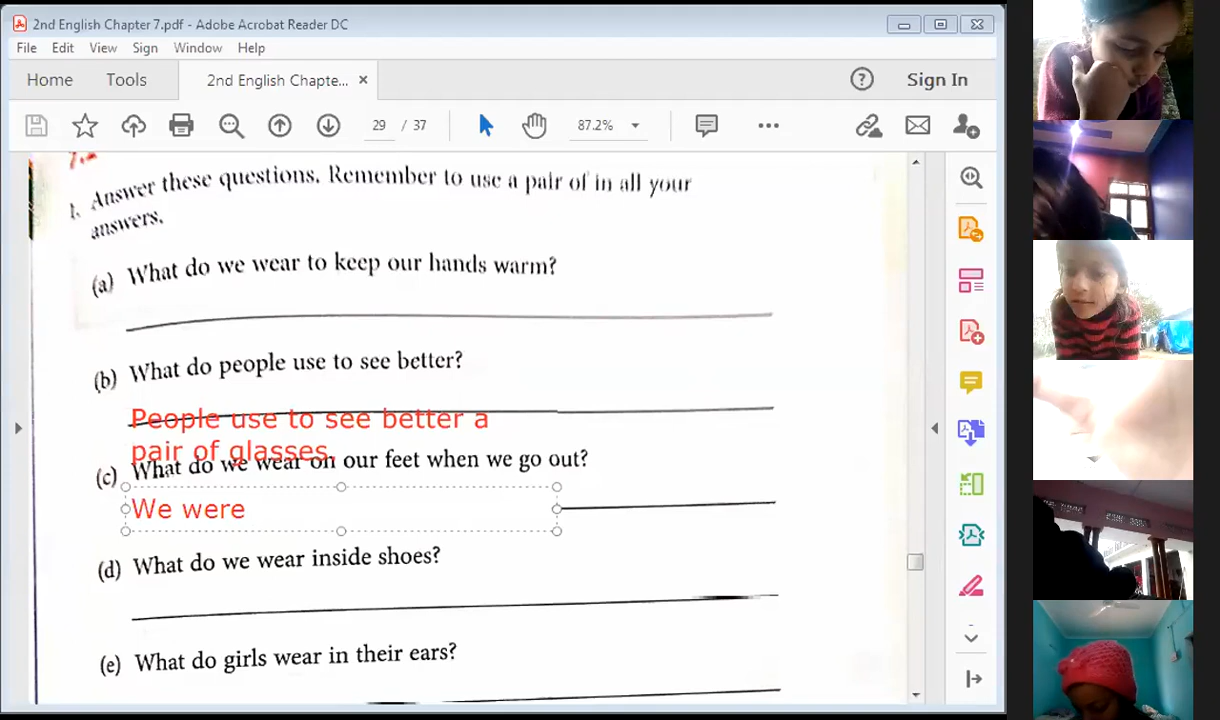 2nd English Chapter 7.pdf - Adobe Acrobat Reader DC
File Edit View Sign Window Help
Home Tools 2nd English Chapte... × Sign In
29 / 37 87.2%
1. Answer these questions. Remember to use a pair of in all your
answers.
(a) What do we wear to keep our hands warm?
(b) What do people use to see better?
People use to see better a
pair of glasses.
(c) What do we wear on our feet when we go out?
We were
(d) What do we wear inside shoes?
(e) What do girls wear in their ears?